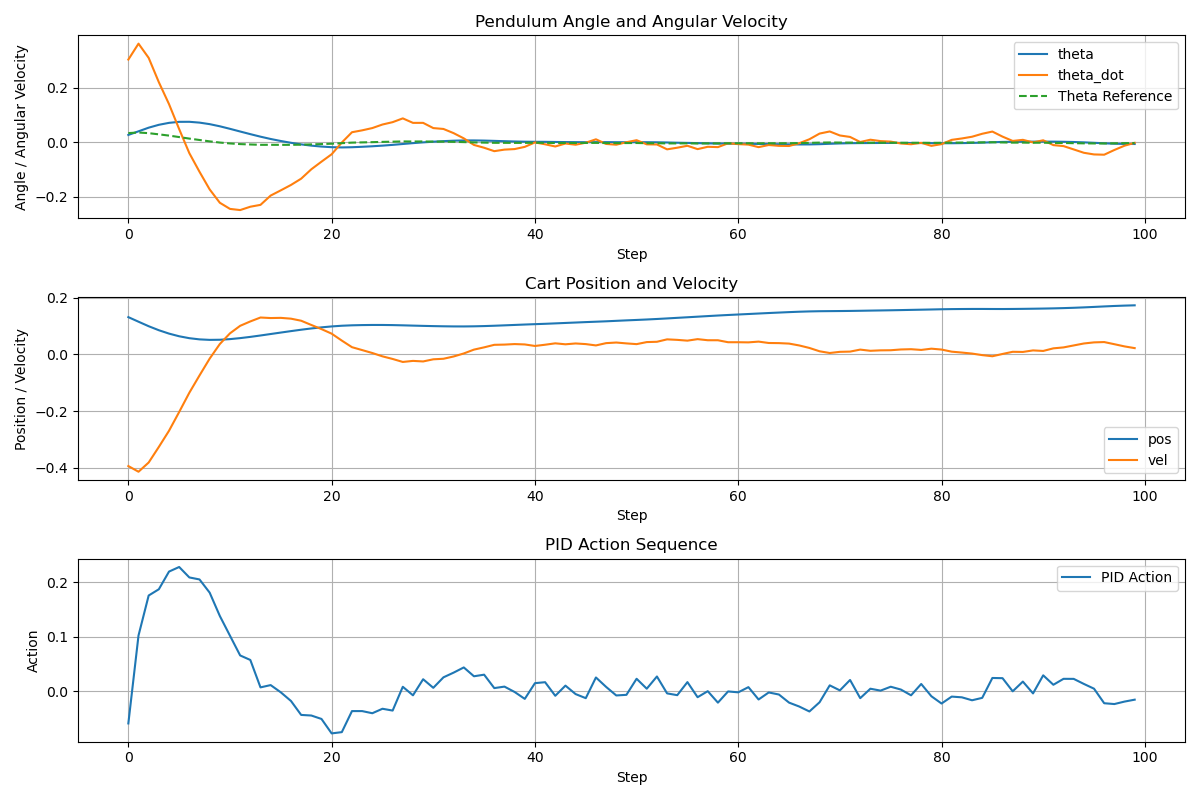 Pendulum Angle and Angular Velocity
Angle / Angular Velocity
0.2
0.0
−0.2
theta
theta_dot
Theta Reference
0 20 40 60 80 100
Step
Cart Position and Velocity
Position / Velocity
0.2
0.0
−0.2
−0.4
pos
vel
0 20 40 60 80 100
Step
PID Action Sequence
Action
0.2
0.1
0.0
PID Action
0 20 40 60 80 100
Step